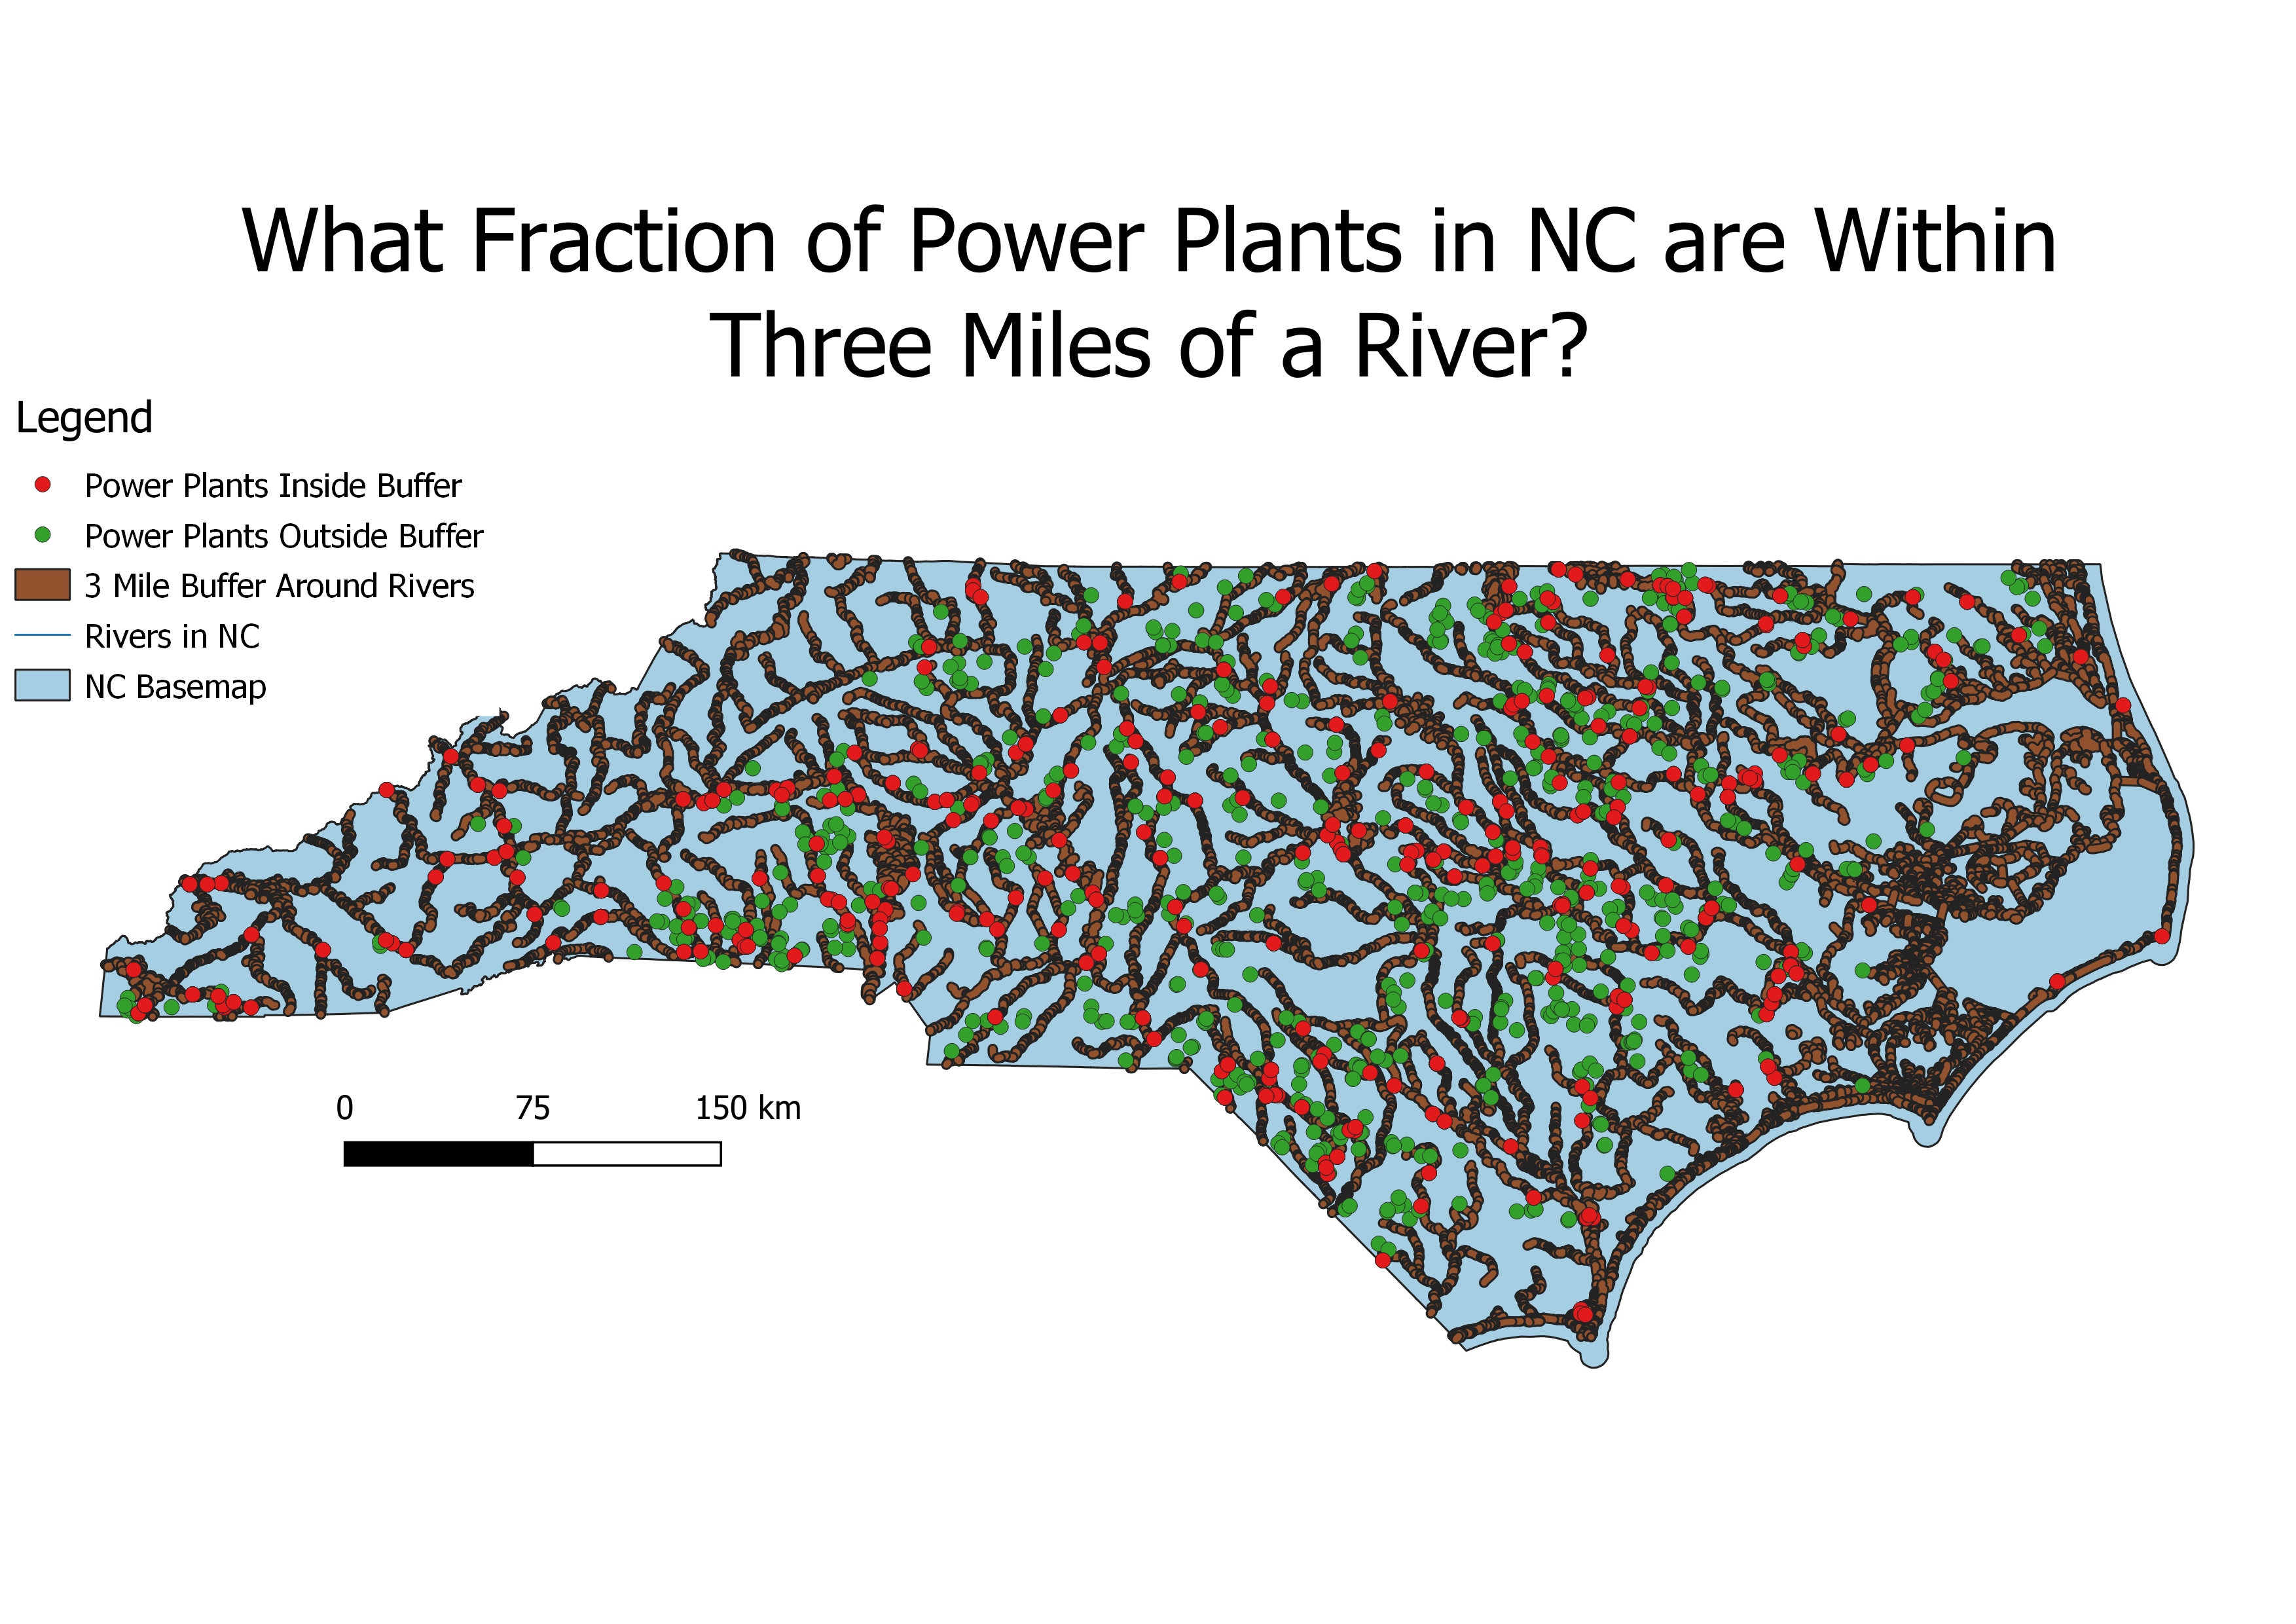 What Fraction of Power Plants in NC are Within
Three Miles of a River?
Legend
Power Plants Inside Buffer
Power Plants Outside Buffer
3 Mile Buffer Around Rivers
Rivers in NC
NC Basemap
0 75 150 km